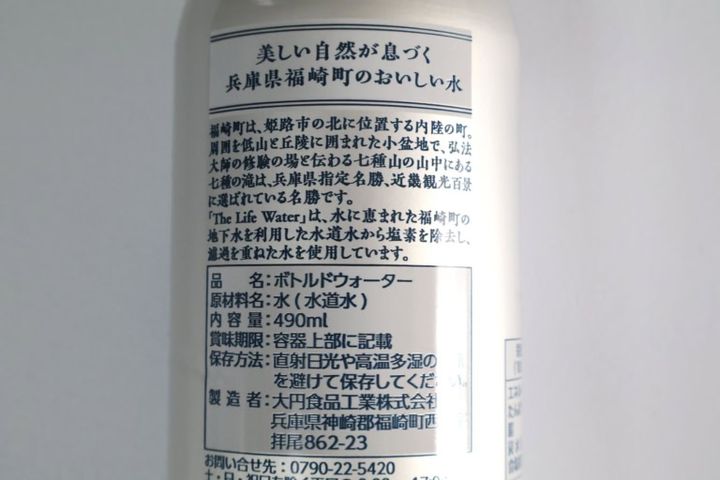 美しい自然が息づく
兵庫県福崎町のおいしい水
福崎町は、姫路市の北に位置する内陸の町。
周囲を低山と丘陵に囲まれた小盆地で、弘法
大師の修験の場と伝わる七種山の山中にある
七種の滝は、兵庫県指定名勝、近畿観光百景
に選ばれている名勝です。
「The Life Water」は、水に恵まれた福崎町の
地下水を利用した水道水から塩素を除去し、
濾過を重ねた水を使用しています。
品 名:ボトルドウォーター
原材料名:水(水道水)
内容量:490ml
賞味期限:容器上部に記載
保存方法:直射日光や高温多湿の
を避けて保存してくだ い。
製造者:大円食品工業株式会
兵庫県神崎郡福崎町西
拝尾862-23
お問い合せ先:0790-22-5420
土・日・祝日を除く